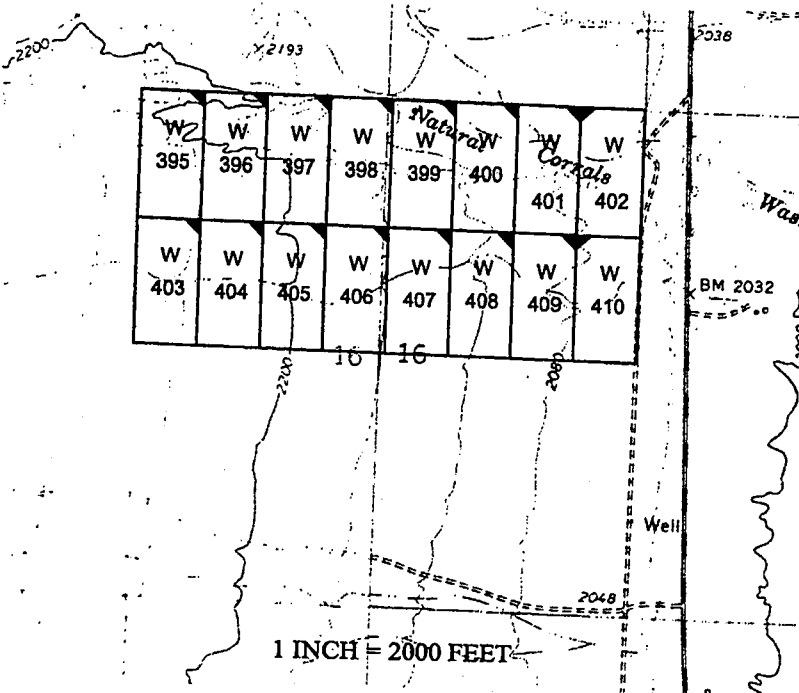 2038
2200
2193
Natural
W W W W W W W W
395 396 397 398 399 400 401 402
Corrals
W W W W W W W W
403 404 405 406 407 408 409 410
BM 2032
16 16
2200
2080
Well
2048
1 INCH = 2000 FEET